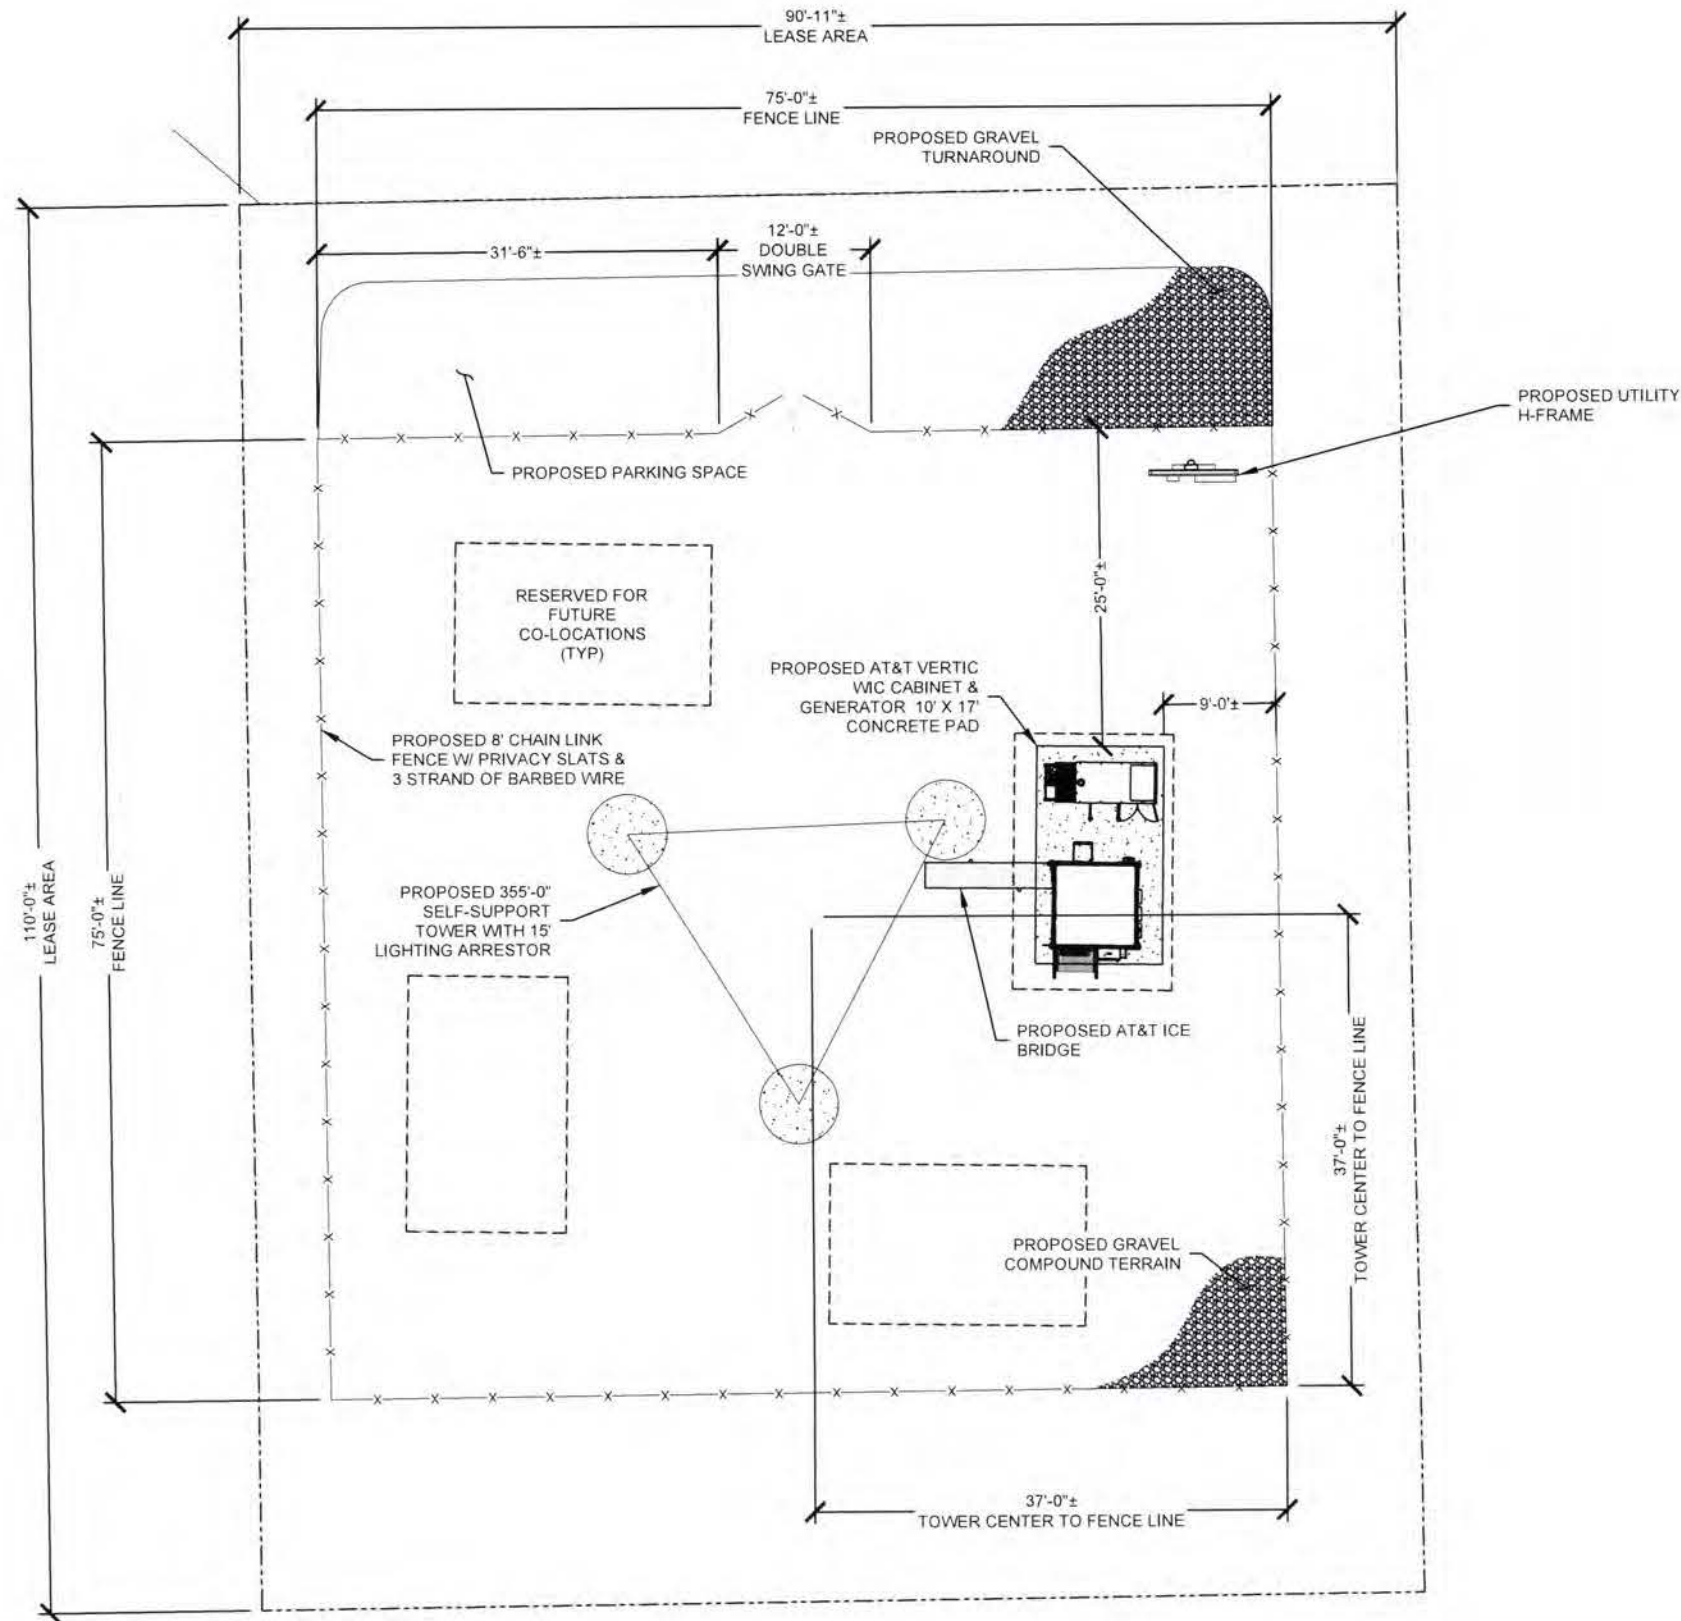 90'-11"±
LEASE AREA
75'-0"±
FENCE LINE
PROPOSED GRAVEL
TURNAROUND
31'-6"±
12'-0"±
DOUBLE
SWING GATE
PROPOSED UTILITY
H-FRAME
PROPOSED PARKING SPACE
RESERVED FOR
FUTURE
CO-LOCATIONS
(TYP)
25'-0"±
PROPOSED AT&T VERTIC
WIC CABINET &
GENERATOR 10' X 17'
CONCRETE PAD
9'-0"±
PROPOSED 8' CHAIN LINK
FENCE W/ PRIVACY SLATS &
3 STRAND OF BARBED WIRE
110'-0"±
LEASE AREA
75'-0"±
FENCE LINE
PROPOSED 355'-0"
SELF-SUPPORT
TOWER WITH 15'
LIGHTING ARRESTOR
PROPOSED AT&T ICE
BRIDGE
37'-0"±
TOWER CENTER TO FENCE LINE
PROPOSED GRAVEL
COMPOUND TERRAIN
37'-0"±
TOWER CENTER TO FENCE LINE